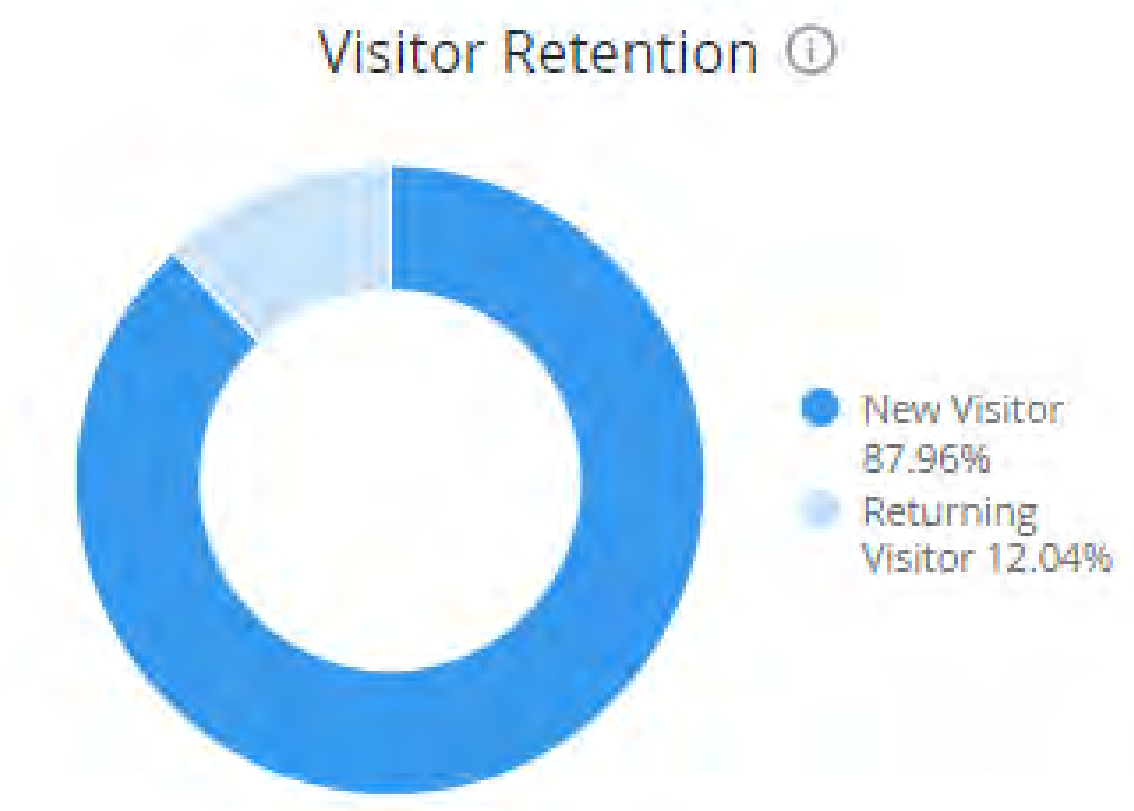 Visitor Retention
New Visitor
87.96%
Returning
Visitor 12.04%